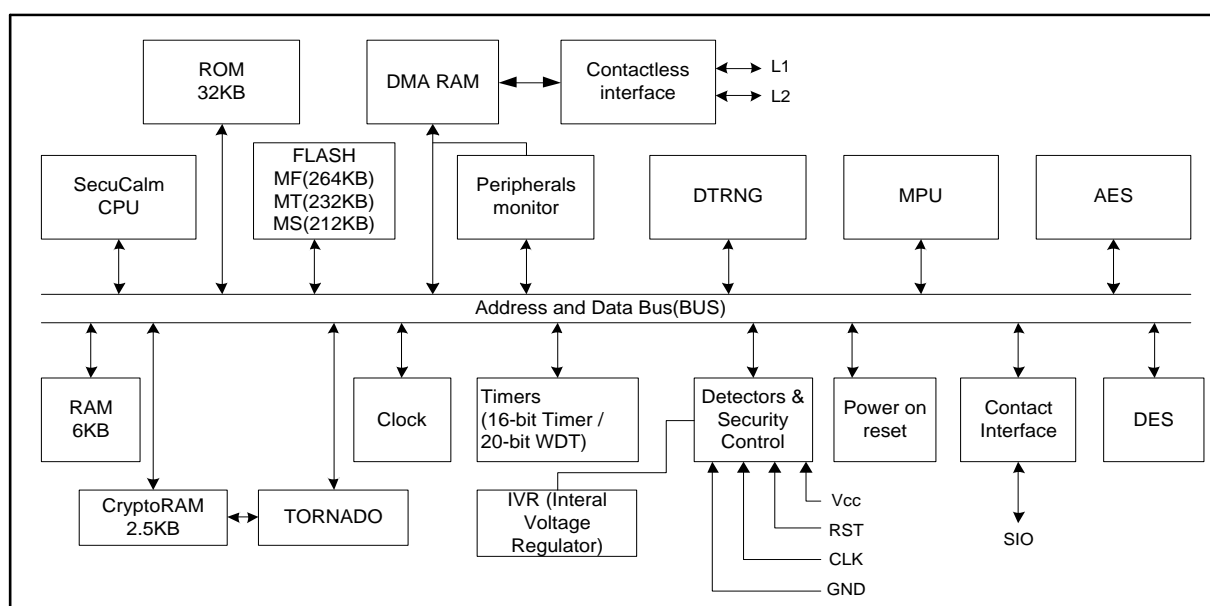 ROM
32KB
DMA RAM
Contactless
interface
L1
L2
SecuCalm
CPU
FLASH
MF(264KB)
MT(232KB)
MS(212KB)
Peripherals
monitor
DTRNG
MPU
AES
Address and Data Bus(BUS)
RAM
6KB
Clock
Timers
(16-bit Timer /
20-bit WDT)
Detectors &
Security
Control
Power on
reset
Contact
Interface
DES
CryptoRAM
2.5KB
TORNADO
IVR (Interal
Voltage
Regulator)
Vcc
RST
CLK
GND
SIO